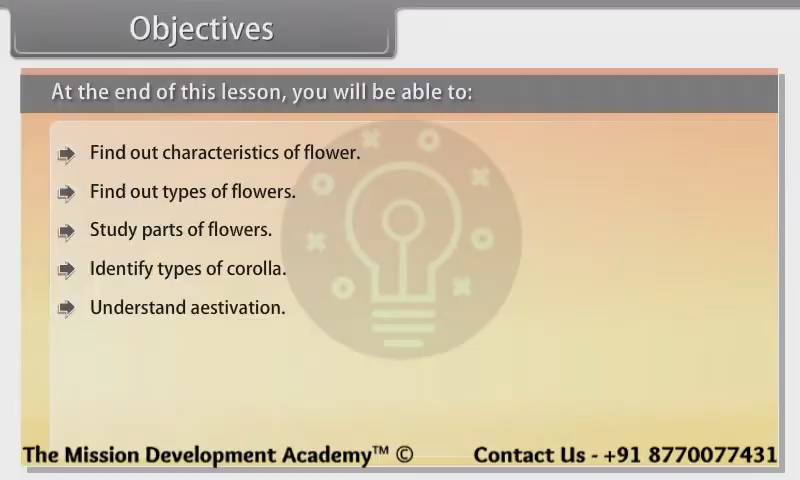 Objectives
At the end of this lesson, you will be able to:
Find out characteristics of flower.
Find out types of flowers.
Study parts of flowers.
Identify types of corolla.
Understand aestivation.
The Mission Development Academy™ © Contact Us - +91 8770077431